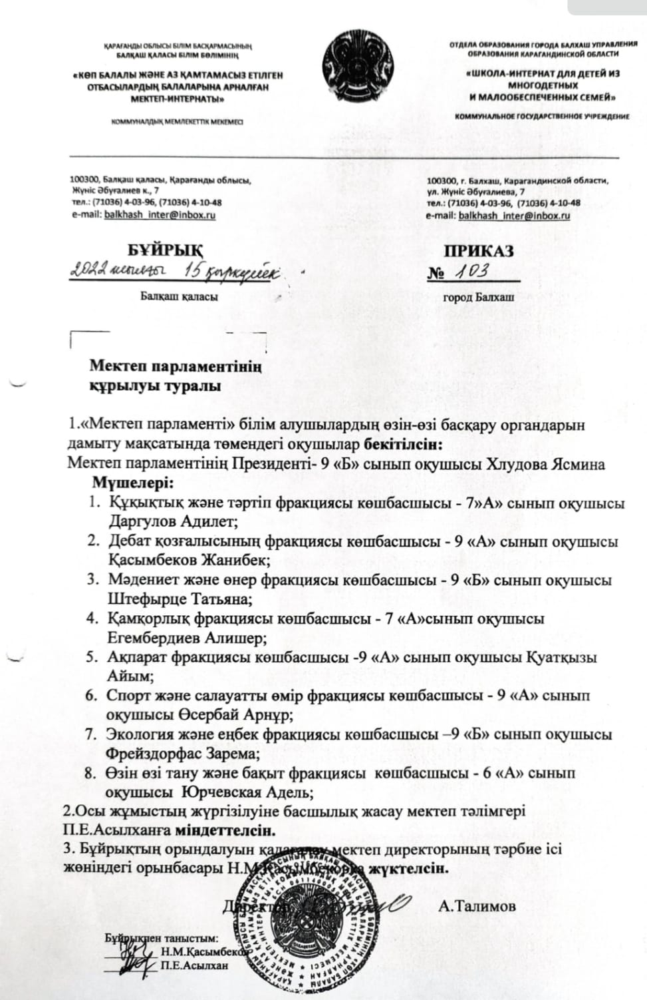 ҚАРАҒАНДЫ ОБЛЫСЫ БІЛІМ БАСҚАРМАСЫНЫҢ
БАЛҚАШ ҚАЛАСЫ БІЛІМ БӨЛІМІНІҢ
«КӨП БАЛАЛЫ ЖӘНЕ АЗ ҚАМТАМАСЫЗ ЕТІЛГЕН
ОТБАСЫЛАРДЫҢ БАЛАЛАРЫНА АРНАЛҒАН
МЕКТЕП-ИНТЕРНАТЫ»
КОММУНАЛДЫҚ МЕМЛЕКЕТТІК МЕКЕМЕСІ
ОТДЕЛА ОБРАЗОВАНИЯ ГОРОДА БАЛХАШ УПРАВЛЕНИЯ
ОБРАЗОВАНИЯ КАРАГАНДИНСКОЙ ОБЛАСТИ
«ШКОЛА-ИНТЕРНАТ ДЛЯ ДЕТЕЙ ИЗ
МНОГОДЕТНЫХ
И МАЛООБЕСПЕЧЕННЫХ СЕМЕЙ»
КОММУНАЛЬНОЕ ГОСУДАРСТВЕННОЕ УЧРЕЖДЕНИЕ
100300, Балқаш қаласы, Қарағанды облысы,
Жүніс Әбуғалиев к., 7
тел.: (71036) 4-03-96, (71036) 4-10-48
e-mail: balkhash_inter@inbox.ru
100300, г. Балхаш, Карагандинской области,
ул. Жүніс Әбуғалиева, 7
тел.: (71036) 4-03-96, (71036) 4-10-48
e-mail: balkhash_inter@inbox.ru
БҰЙРЫҚ
2022 жылғы 15 қыркүйек
Балқаш қаласы
ПРИКАЗ
№ 103
город Балхаш
Мектеп парламентінің
құрылуы туралы
1.«Мектеп парламенті» білім алушылардың өзін-өзі басқару органдарын
дамыту мақсатында төмендегі оқушылар бекітілсін:
Мектеп парламентінің Президенті- 9 «Б» сынып оқушысы Хлудова Ясмина
Мүшелері:
1. Құқықтық және тәртіп фракциясы көшбасшысы - 7»А» сынып оқушысы
Даргулов Адилет;
2. Дебат қозғалысының фракциясы көшбасшысы - 9 «А» сынып оқушысы
Қасымбеков Жанибек;
3. Мәдениет және өнер фракциясы көшбасшысы - 9 «Б» сынып оқушысы
Штефырце Татьяна;
4. Қамқорлық фракциясы көшбасшысы - 7 «А»сынып оқушысы
Егембердиев Алишер;
5. Ақпарат фракциясы көшбасшысы -9 «А» сынып оқушысы Қуатқызы
Айым;
6. Спорт және салауатты өмір фракциясы көшбасшысы - 9 «А» сынып
оқушысы Өсербай Арнұр;
7. Экология және еңбек фракциясы көшбасшысы –9 «Б» сынып оқушысы
Фрейздорфас Зарема;
8. Өзін өзі тану және бақыт фракциясы көшбасшысы - 6 «А» сынып
оқушысы Юрчевская Адель;
2.Осы жұмыстың жүргізілуіне басшылық жасау мектеп тәлімгері
П.Е.Асылханға міндеттелсін.
3. Бұйрықтың орындалуын қадағалау мектеп директорының тәрбие ісі
жөніндегі орынбасары Н.М.Қасымбековқа жүктелсін.
Директор А.Талимов
Бұйрықпен таныстым:
Н.М.Қасымбеков
П.Е.Асылхан